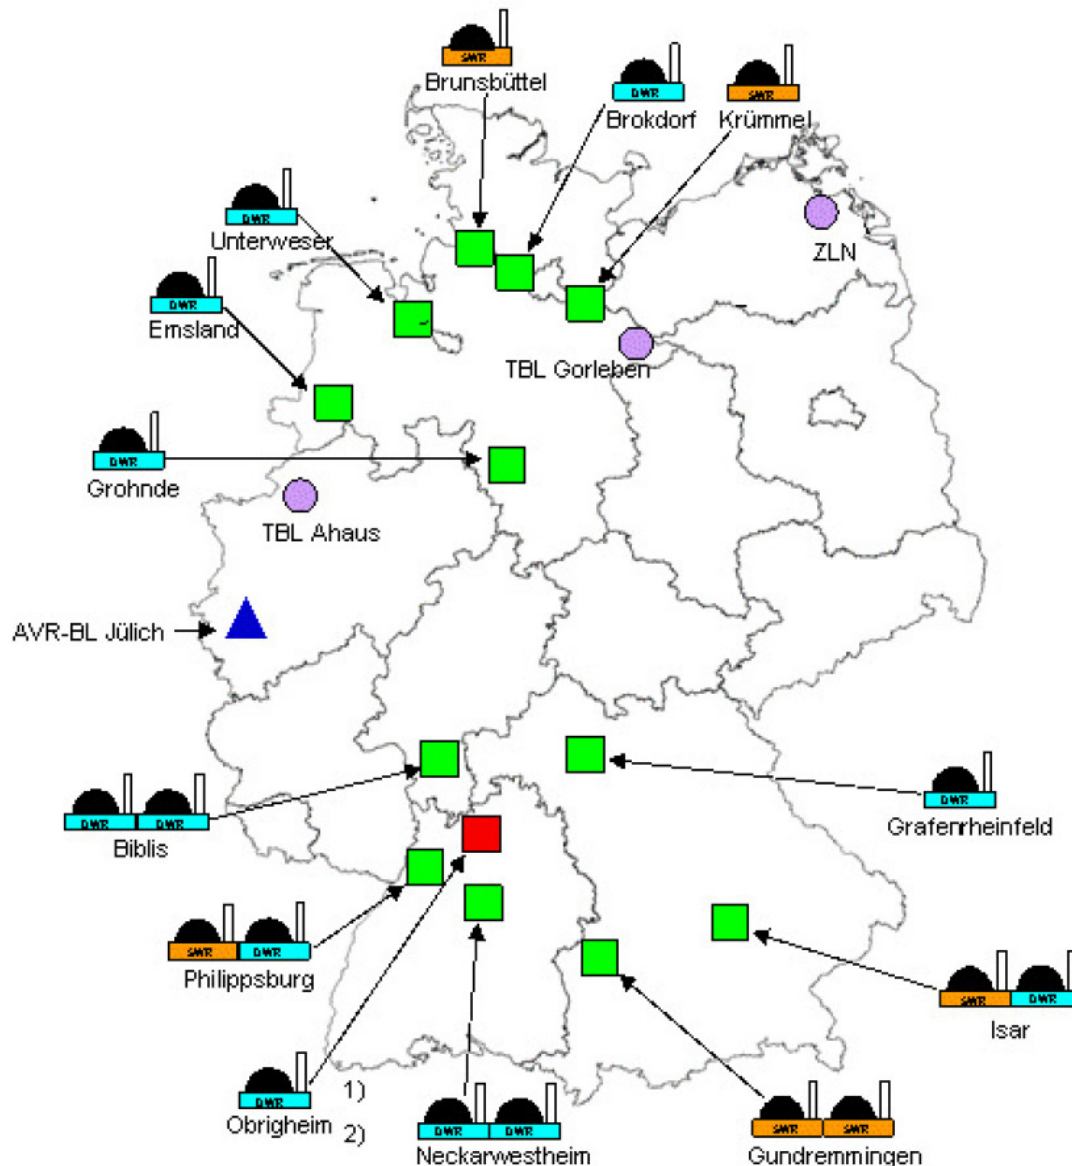 SWR
Brunsbüttel
DWR
Brokdorf
SWR
Krümmel
DWR
Unterweser
ZLN
DWR
Emsland
TBL Gorleben
DWR
Grohnde
TBL Ahaus
AVR-BL Jülich
DWR DWR
Biblis
DWR
Grafenrheinfeld
SWR DWR
Philippsburg
SWR DWR
Isar
DWR
Obrigheim
1)
2)
DWR DWR
Neckarwestheim
SWR SWR
Gundremmingen